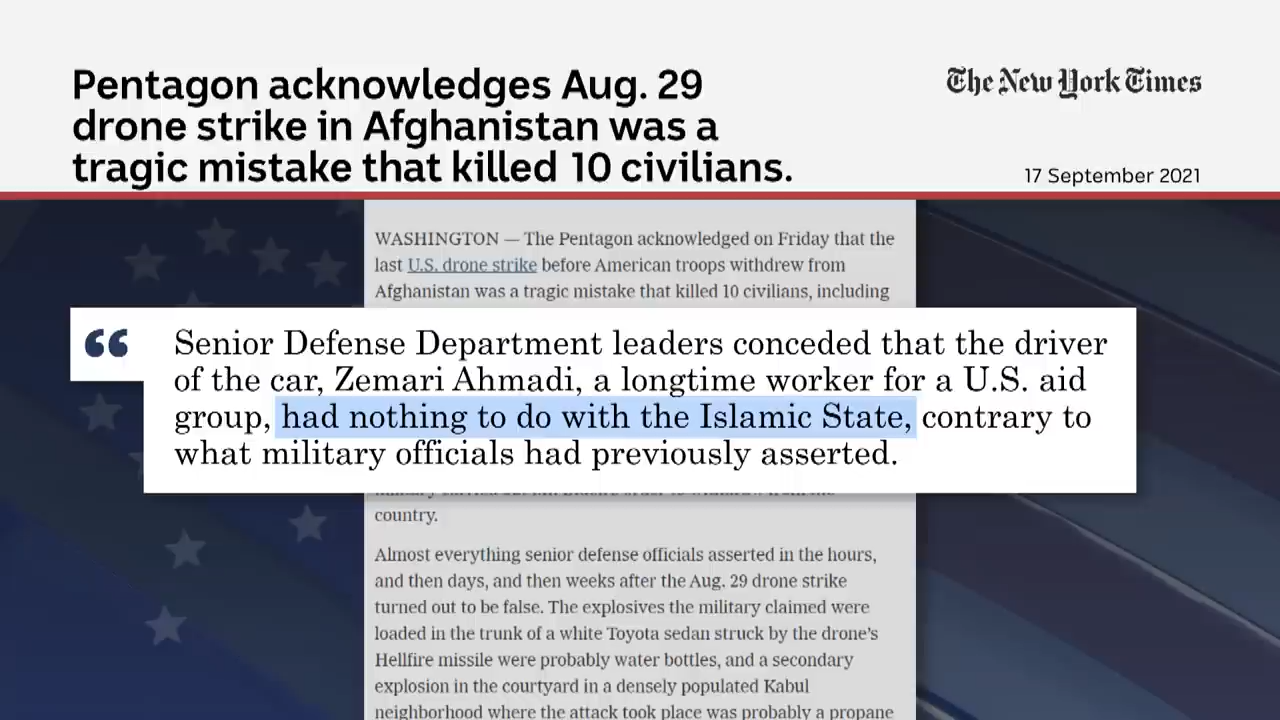 Pentagon acknowledges Aug. 29
drone strike in Afghanistan was a
tragic mistake that killed 10 civilians.
The New York Times
17 September 2021
WASHINGTON — The Pentagon acknowledged on Friday that the
last U.S. drone strike before American troops withdrew from
Afghanistan was a tragic mistake that killed 10 civilians, including
“
Senior Defense Department leaders conceded that the driver
of the car, Zemari Ahmadi, a longtime worker for a U.S. aid
group, had nothing to do with the Islamic State, contrary to
what military officials had previously asserted.
country.
Almost everything senior defense officials asserted in the hours,
and then days, and then weeks after the Aug. 29 drone strike
turned out to be false. The explosives the military claimed were
loaded in the trunk of a white Toyota sedan struck by the drone’s
Hellfire missile were probably water bottles, and a secondary
explosion in the courtyard in a densely populated Kabul
neighborhood where the attack took place was probably a propane